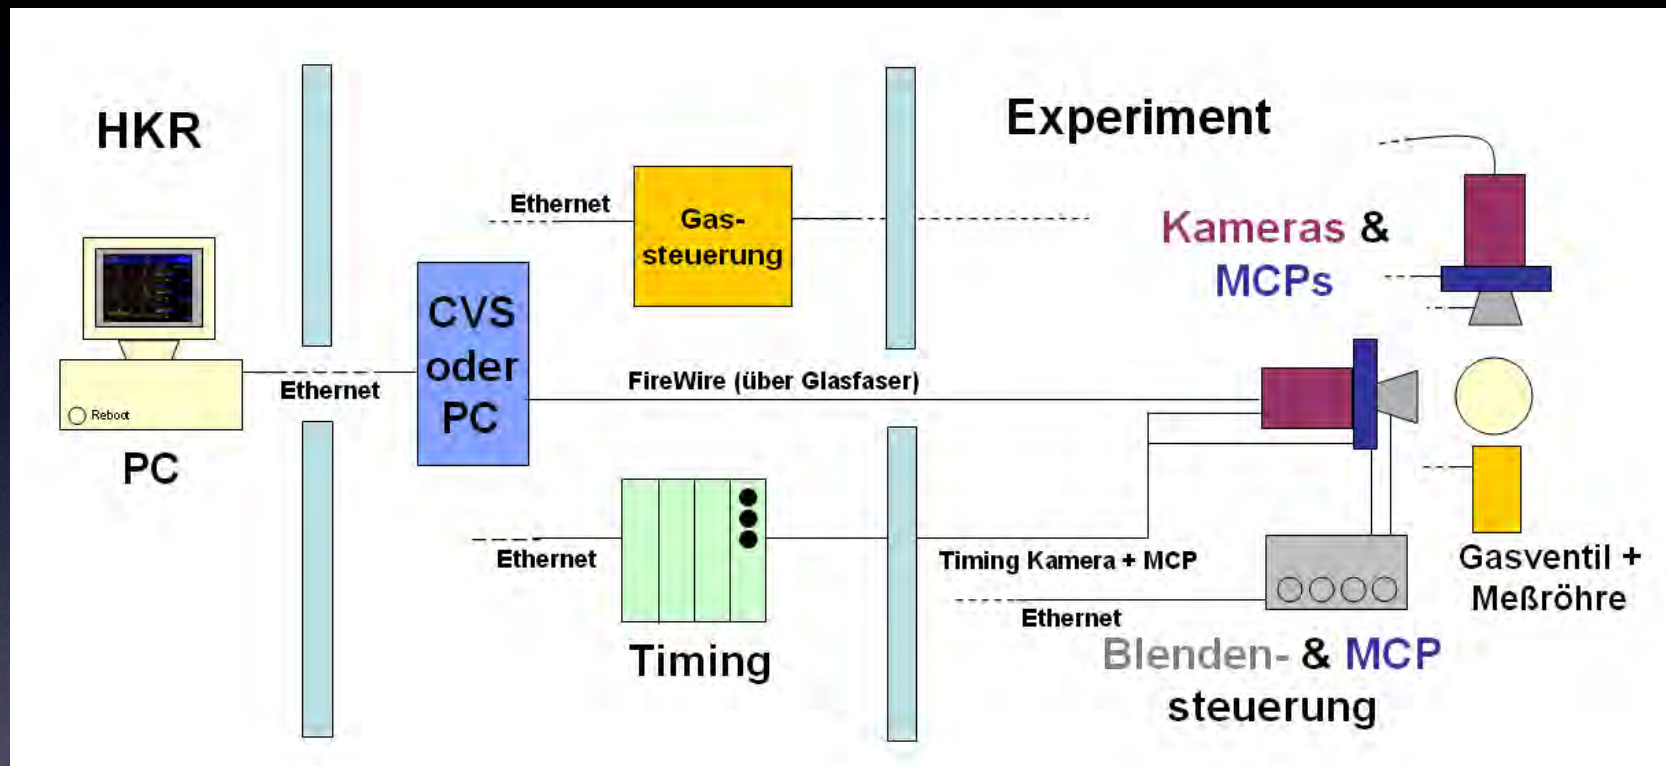 HKR
Experiment
Ethernet
Gas-
steuerung
Kameras &
MCPs
CVS
oder
PC
Ethernet
FireWire (über Glasfaser)
Reboot
PC
Ethernet
Timing Kamera + MCP
Gasventil +
Meßröhre
Ethernet
Timing
Blenden- & MCP
steuerung